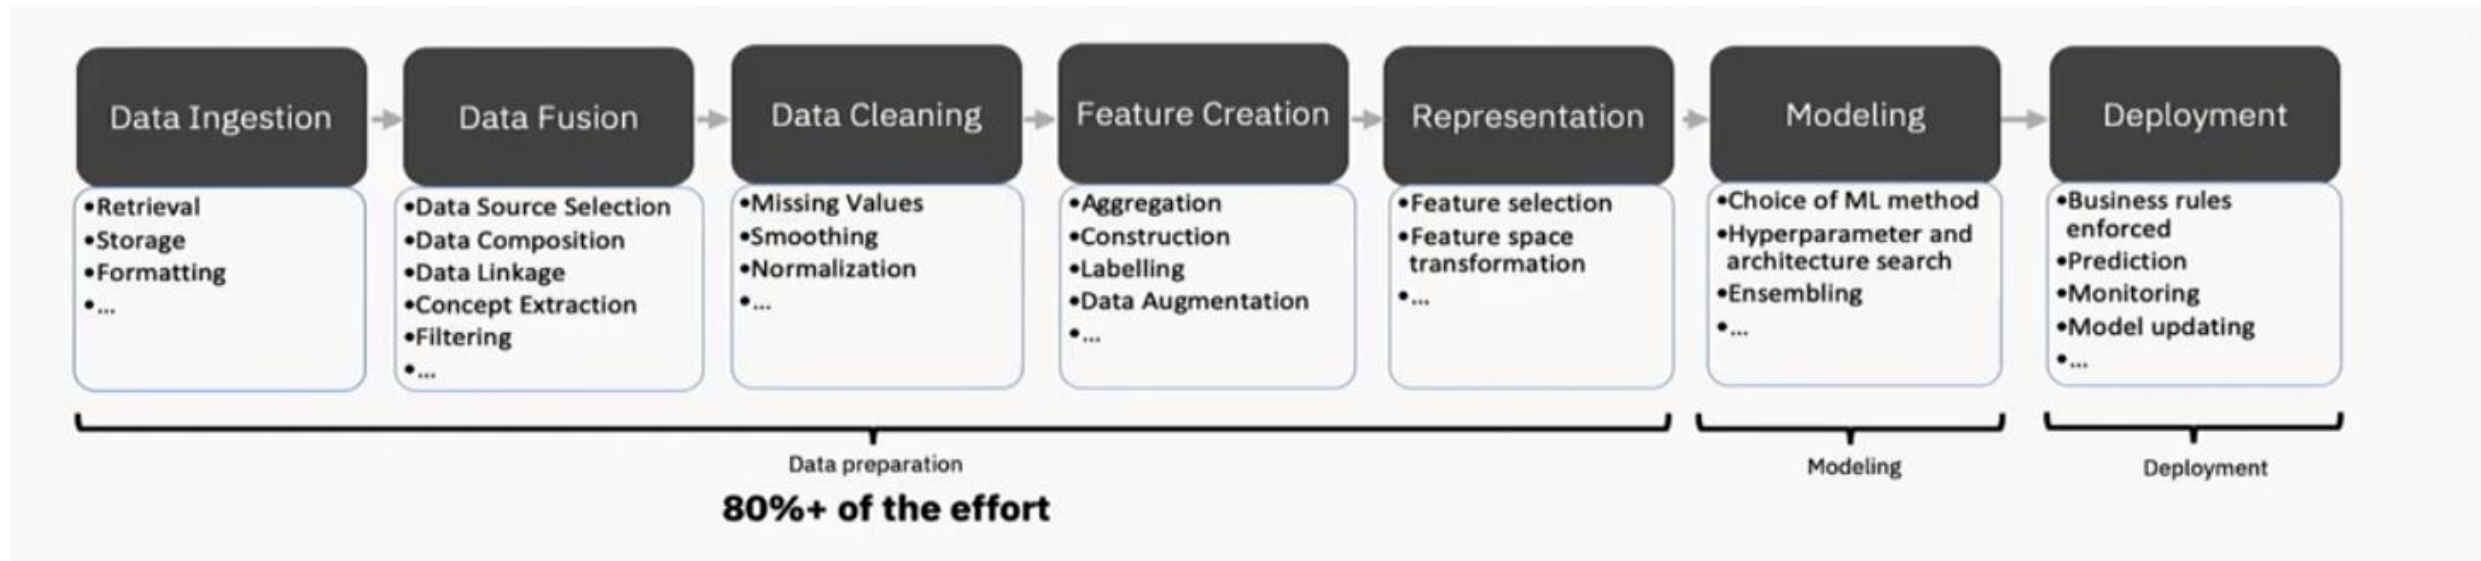 Data Ingestion
•Retrieval
•Storage
•Formatting
•...
Data Fusion
•Data Source Selection
•Data Composition
•Data Linkage
•Concept Extraction
•Filtering
•...
Data Cleaning
•Missing Values
•Smoothing
•Normalization
•...
Feature Creation
•Aggregation
•Construction
•Labelling
•Data Augmentation
•...
Representation
•Feature selection
•Feature space
transformation
•...
Modeling
•Choice of ML method
•Hyperparameter and
architecture search
•Ensembling
•...
Deployment
•Business rules
enforced
•Prediction
•Monitoring
•Model updating
•...
Data preparation
80%+ of the effort
Modeling
Deployment